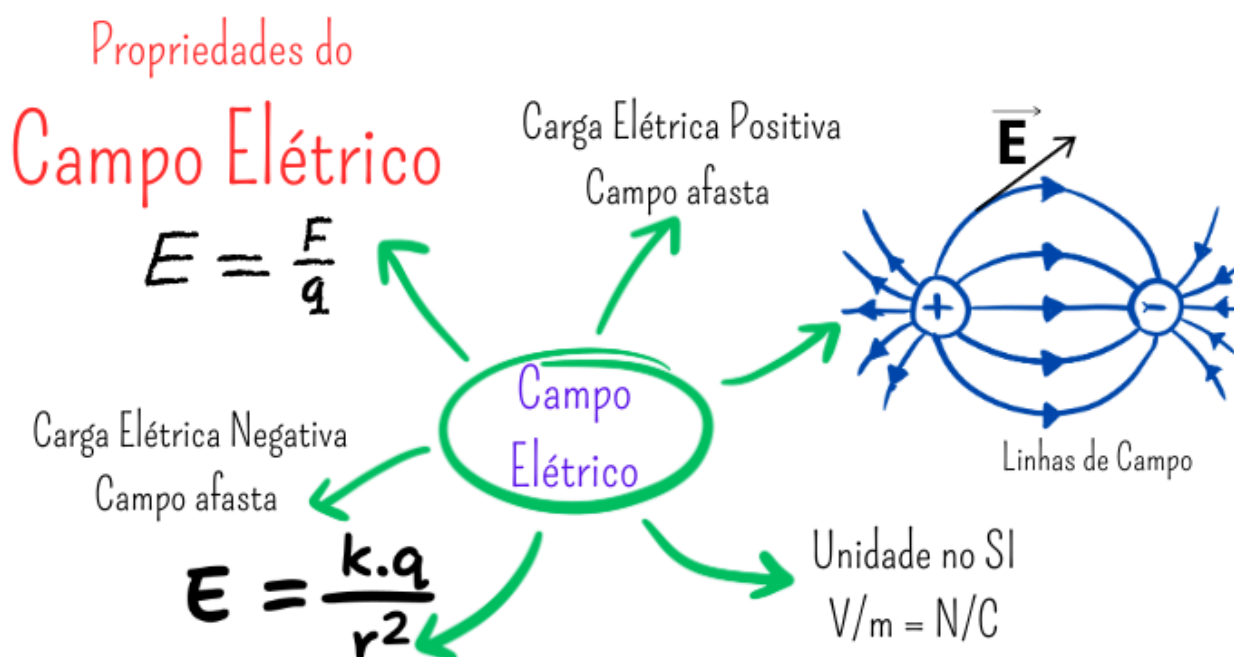 Propriedades do
Campo Elétrico
E = F/q
Carga Elétrica Positiva
Campo afasta
E
+
-
Linhas de Campo
Campo
Elétrico
Carga Elétrica Negativa
Campo afasta
E = k.q/r²
Unidade no SI
V/m = N/C